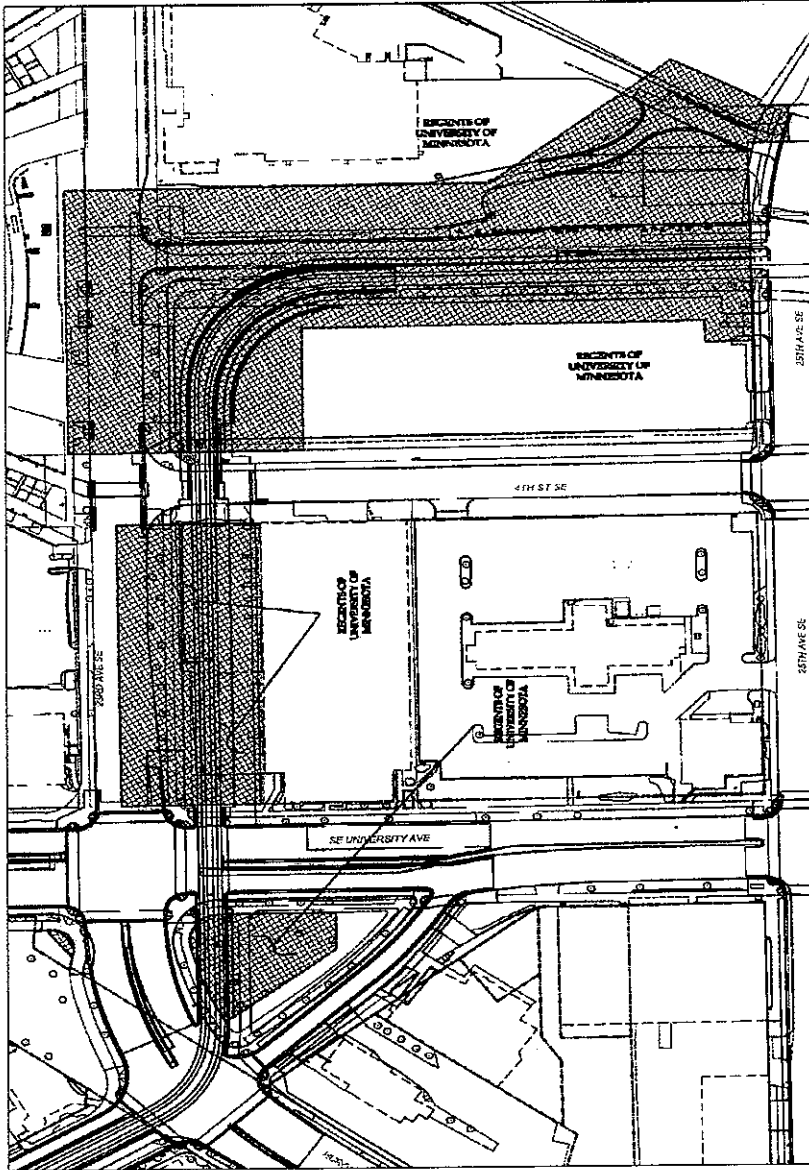 REGENTS OF
UNIVERSITY OF
MINNESOTA
REGENTS OF
UNIVERSITY OF
MINNESOTA
25TH AVE SE
4TH ST SE
REGENTS OF
UNIVERSITY OF
MINNESOTA
23RD AVE SE
25TH AVE SE
REGENTS OF
UNIVERSITY OF
MINNESOTA
SE UNIVERSITY AVE